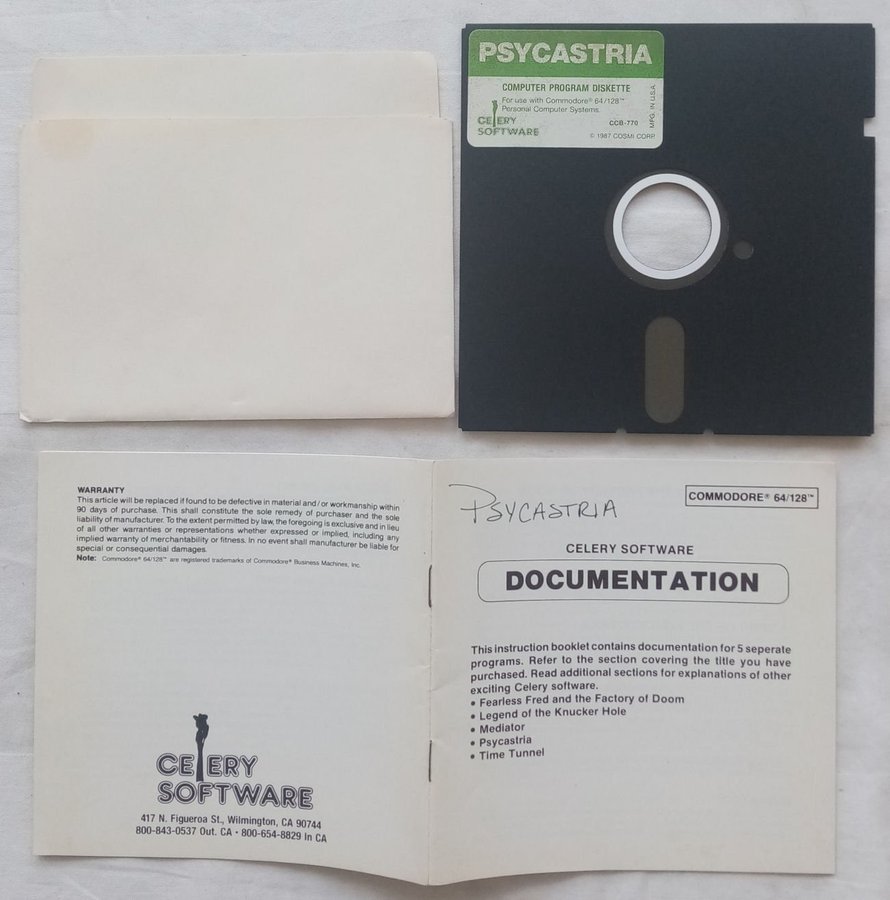 PSYCASTRIA
COMPUTER PROGRAM DISKETTE
For use with Commodore® 64/128™
Personal Computer Systems.
CELERY
SOFTWARE
CCB-770
© 1987 COSMI CORP.
MFG. IN U.S.A.
WARRANTY
This article will be replaced if found to be defective in material and/or workmanship within
90 days of purchase. This shall constitute the sole remedy of purchaser and the sole
liability of manufacturer. To the extent permitted by law, the foregoing is exclusive and in lieu
of all other warranties or representations whether expressed or implied, including any
implied warranty of merchantability or fitness. In no event shall manufacturer be liable for
special or consequential damages.
Note: Commodore® 64/128™ are registered trademarks of Commodore® Business Machines, Inc.
CELERY
SOFTWARE
417 N. Figueroa St., Wilmington, CA 90744
800-843-0537 Out. CA • 800-654-8829 In CA
PSYCASTRIA
COMMODORE® 64/128™
CELERY SOFTWARE
DOCUMENTATION
This instruction booklet contains documentation for 5 seperate
programs. Refer to the section covering the title you have
purchased. Read additional sections for explanations of other
exciting Celery software.
• Fearless Fred and the Factory of Doom
• Legend of the Knucker Hole
• Mediator
• Psycastria
• Time Tunnel